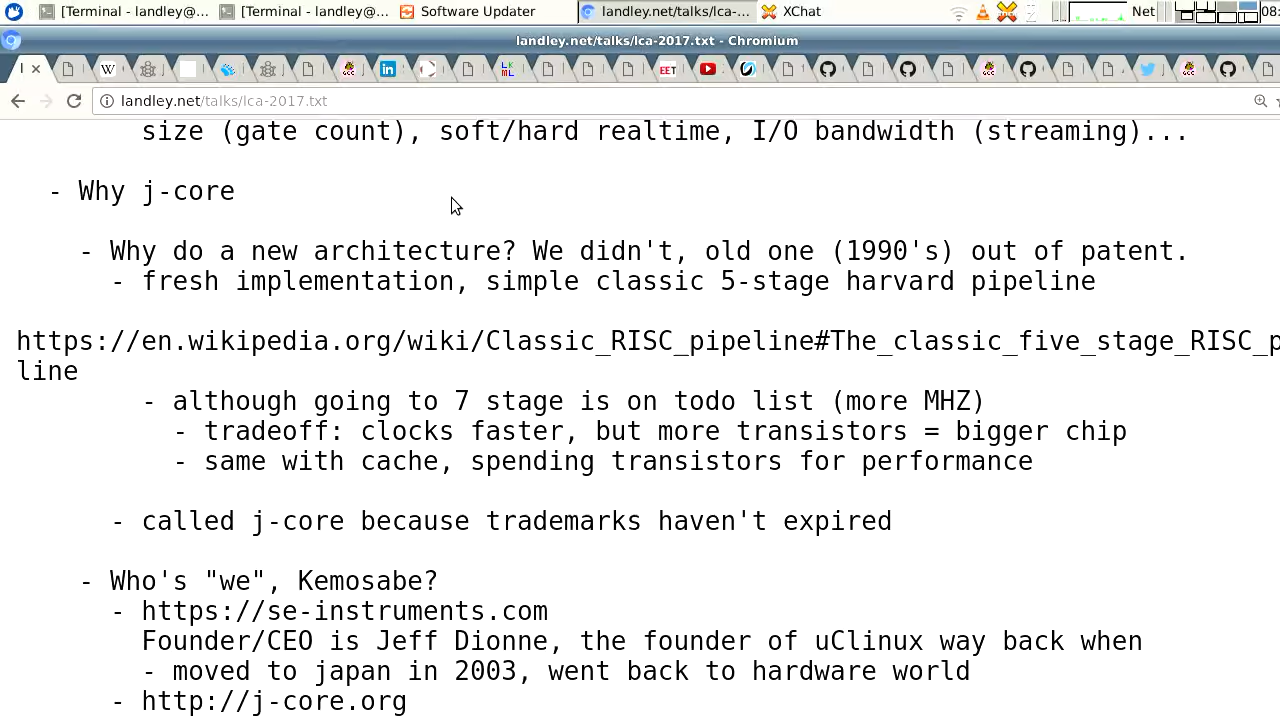 [Terminal - landley@... [Terminal - landley@... Software Updater landley.net/talks/lca-... XChat Net 08:
landley.net/talks/lca-2017.txt - Chromium
landley.net/talks/lca-2017.txt
size (gate count), soft/hard realtime, I/O bandwidth (streaming)...
- Why j-core
- Why do a new architecture? We didn't, old one (1990's) out of patent.
- fresh implementation, simple classic 5-stage harvard pipeline
https://en.wikipedia.org/wiki/Classic_RISC_pipeline#The_classic_five_stage_RISC_p
line
- although going to 7 stage is on todo list (more MHZ)
- tradeoff: clocks faster, but more transistors = bigger chip
- same with cache, spending transistors for performance
- called j-core because trademarks haven't expired
- Who's "we", Kemosabe?
- https://se-instruments.com
Founder/CEO is Jeff Dionne, the founder of uClinux way back when
- moved to japan in 2003, went back to hardware world
- http://j-core.org